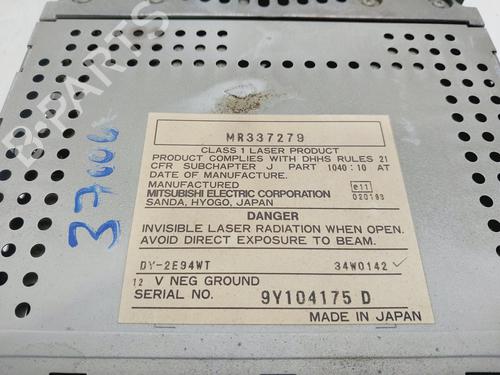 B-PARTS
MR337279
CLASS 1 LASER PRODUCT
PRODUCT COMPLIES WITH DHHS RULES 21
CFR SUBCHAPTER J PART 1040:10 AT
DATE OF MANUFACTURE.
MANUFACTURED
MITSUBISHI ELECTRIC CORPORATION
SANDA, HYOGO, JAPAN
e11
020193
DANGER
INVISIBLE LASER RADIATION WHEN OPEN.
AVOID DIRECT EXPOSURE TO BEAM.
DY-2E94WT 34W0142
12 V NEG GROUND
SERIAL NO. 9Y104175 D
MADE IN JAPAN